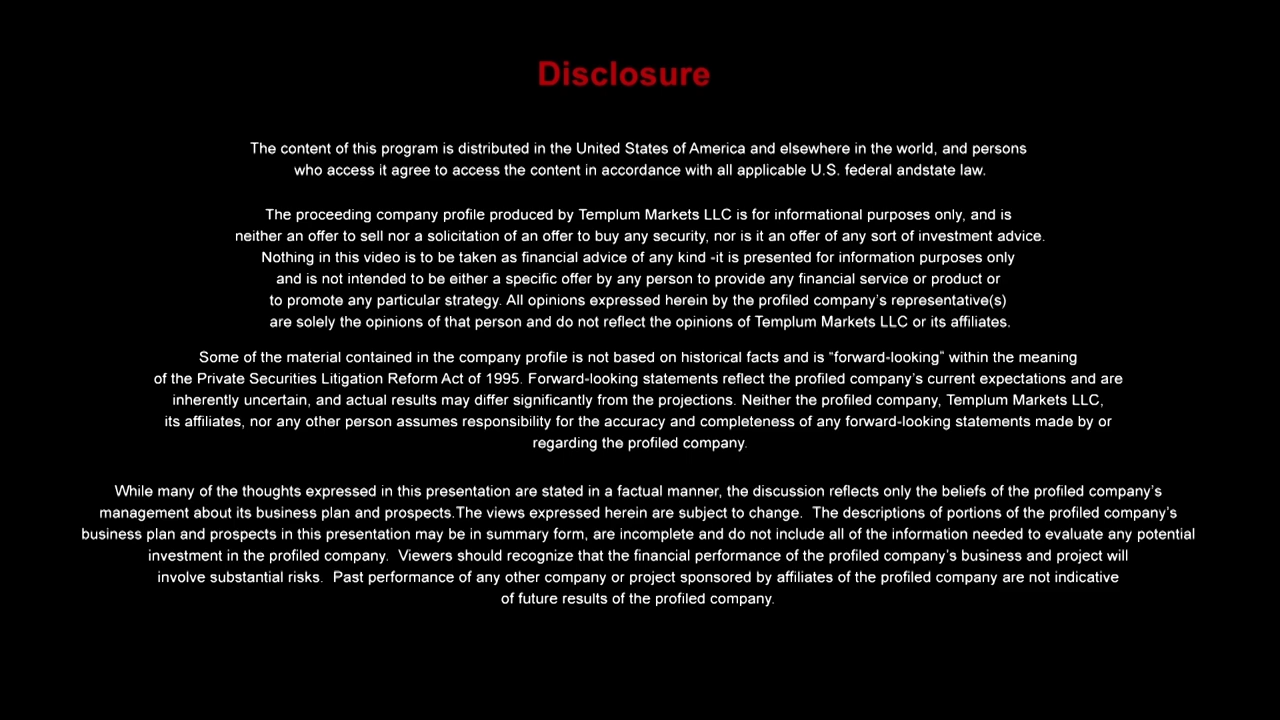 Disclosure
The content of this program is distributed in the United States of America and elsewhere in the world, and persons
who access it agree to access the content in accordance with all applicable U.S. federal andstate law.
The proceeding company profile produced by Templum Markets LLC is for informational purposes only, and is
neither an offer to sell nor a solicitation of an offer to buy any security, nor is it an offer of any sort of investment advice.
Nothing in this video is to be taken as financial advice of any kind -it is presented for information purposes only
and is not intended to be either a specific offer by any person to provide any financial service or product or
to promote any particular strategy. All opinions expressed herein by the profiled company’s representative(s)
are solely the opinions of that person and do not reflect the opinions of Templum Markets LLC or its affiliates.
Some of the material contained in the company profile is not based on historical facts and is “forward-looking” within the meaning
of the Private Securities Litigation Reform Act of 1995. Forward-looking statements reflect the profiled company’s current expectations and are
inherently uncertain, and actual results may differ significantly from the projections. Neither the profiled company, Templum Markets LLC,
its affiliates, nor any other person assumes responsibility for the accuracy and completeness of any forward-looking statements made by or
regarding the profiled company.
While many of the thoughts expressed in this presentation are stated in a factual manner, the discussion reflects only the beliefs of the profiled company’s
management about its business plan and prospects.The views expressed herein are subject to change.  The descriptions of portions of the profiled company’s
business plan and prospects in this presentation may be in summary form, are incomplete and do not include all of the information needed to evaluate any potential
investment in the profiled company.  Viewers should recognize that the financial performance of the profiled company’s business and project will
involve substantial risks.  Past performance of any other company or project sponsored by affiliates of the profiled company are not indicative
of future results of the profiled company.